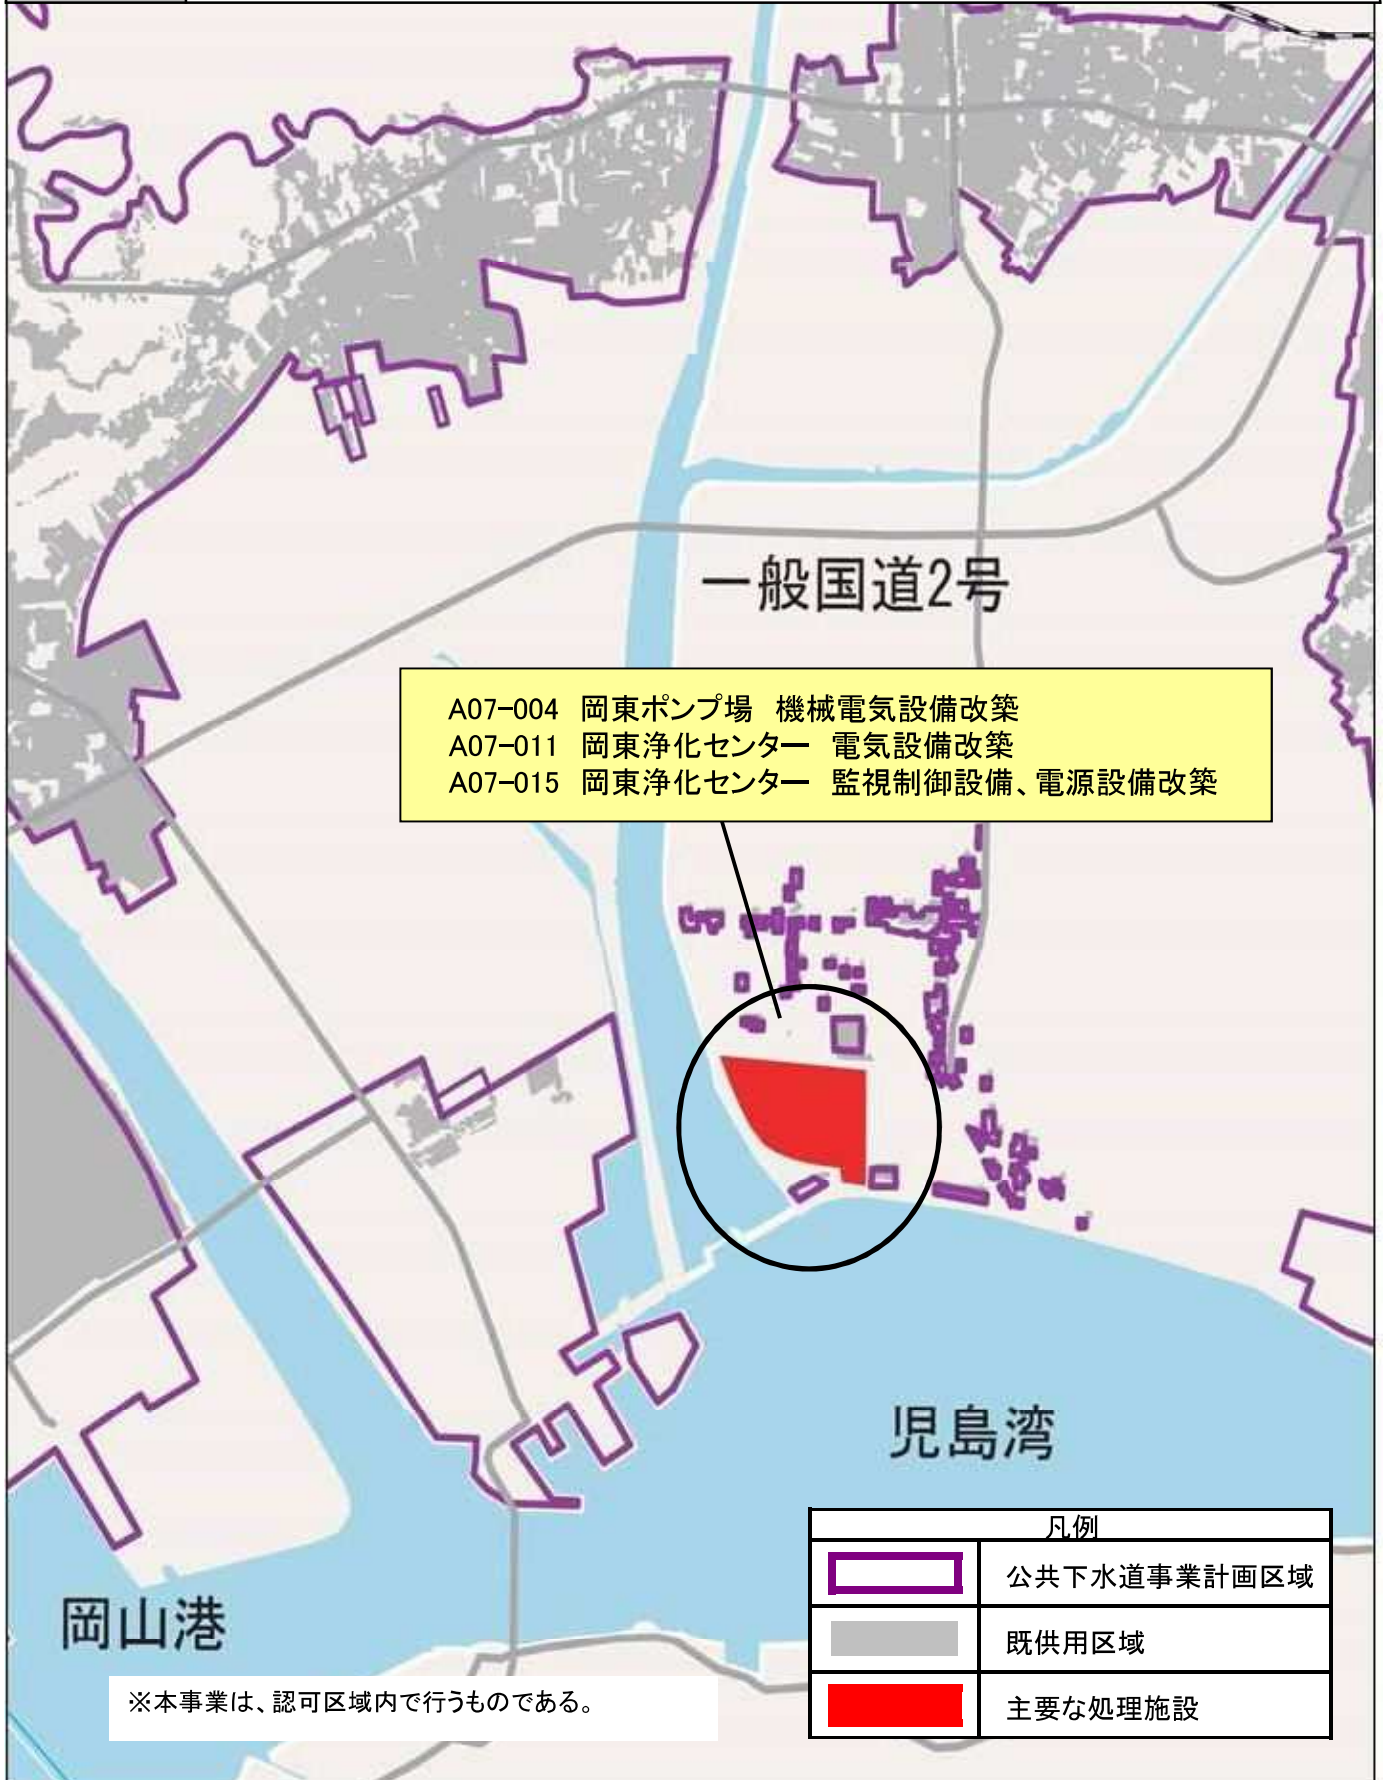 一般国道2号
A07-004 岡東ポンプ場 機械電気設備改築
A07-011 岡東浄化センター 電気設備改築
A07-015 岡東浄化センター 監視制御設備、電源設備改築
児島湾
岡山港
※本事業は、認可区域内で行うものである。
凡例
公共下水道事業計画区域
既供用区域
主要な処理施設